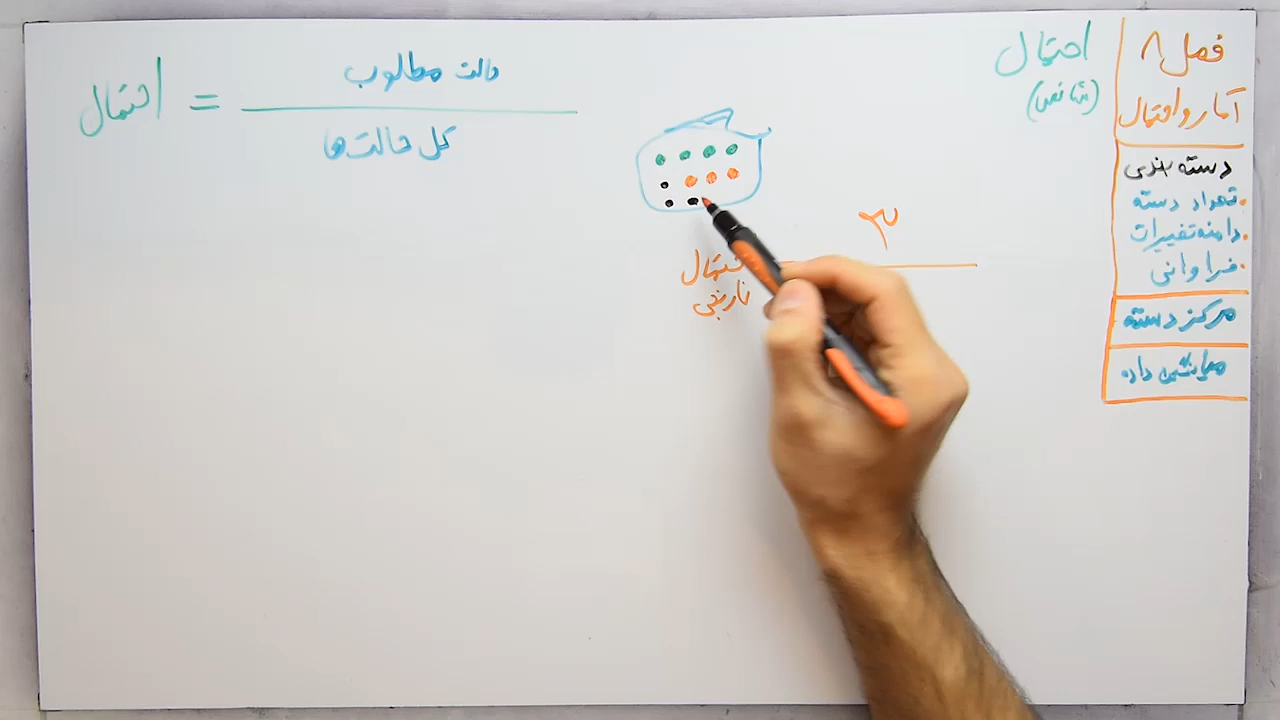 فصل ۸
آمار و احتمال
دسته بندی
تعداد دسته
دامنه تغییرات
فراوانی
مرکز دسته
میانگین داده
احتمال
(شانس)
احتمال =
حالت مطلوب
کل حالت‌ها
احتمال
نارنجی
۳